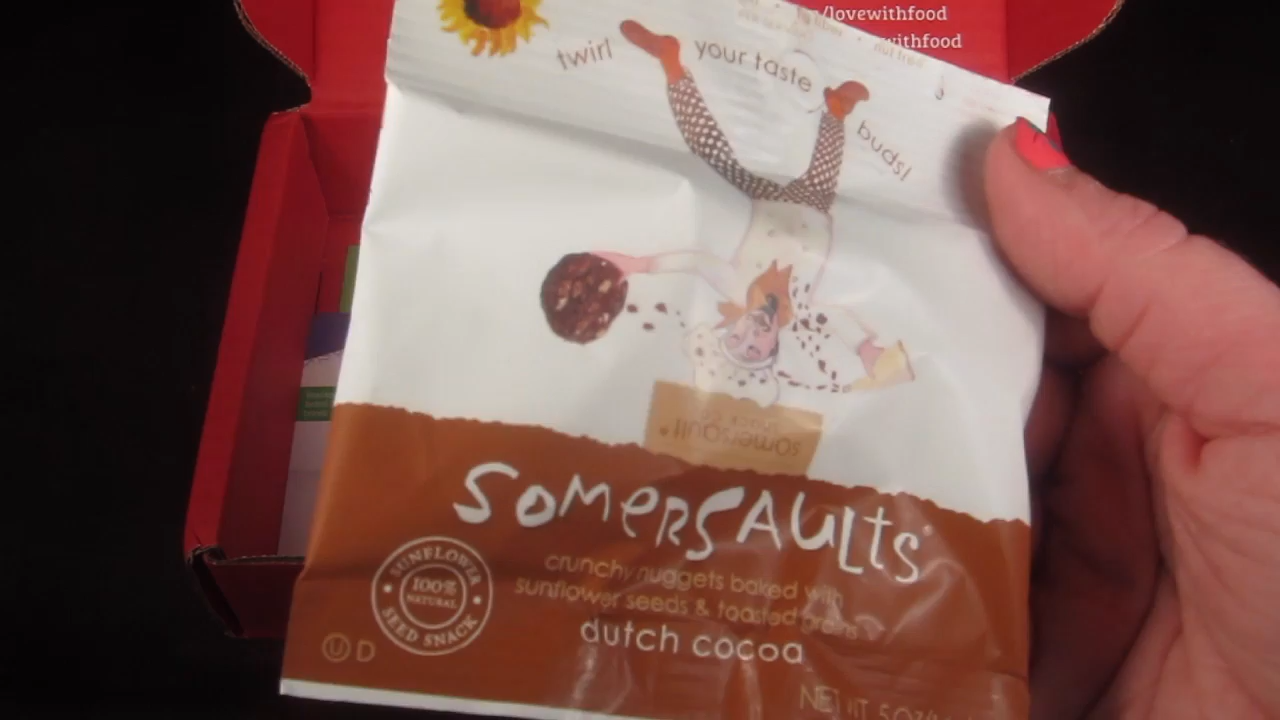 /lovewithfood
withfood
twirl your taste buds!
somersault
SOMERSAULTS
crunchy nuggets baked with
sunflower seeds & toasted grains
dutch cocoa
SUNFLOWER
100%
NATURAL
SEED SNACK
U D
NET WT